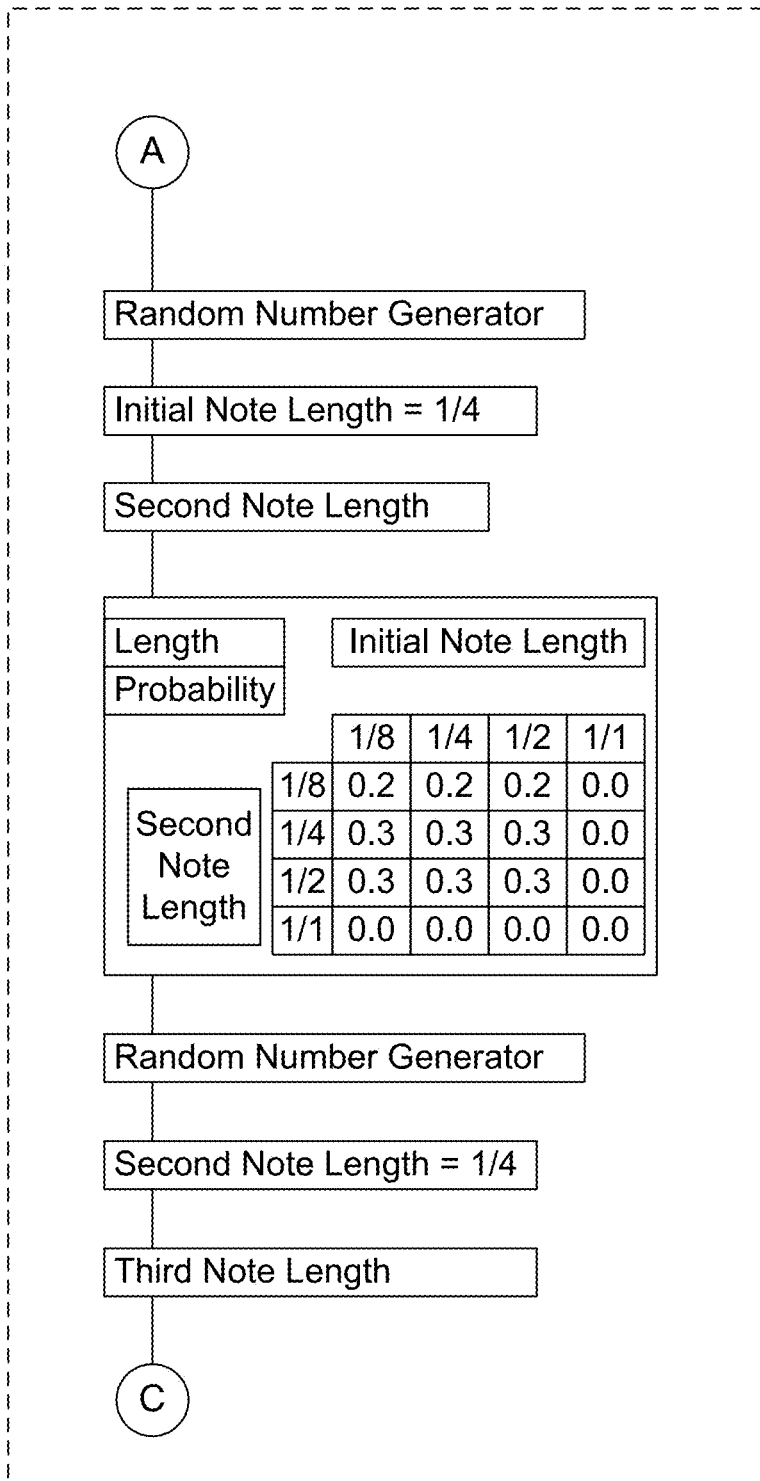 A
Random Number Generator
Initial Note Length = 1/4
Second Note Length
Length Initial Note Length
Probability
1/8 1/4 1/2 1/1
1/8 0.2 0.2 0.2 0.0
Second
1/4 0.3 0.3 0.3 0.0
Note
1/2 0.3 0.3 0.3 0.0
Length
1/1 0.0 0.0 0.0 0.0
Random Number Generator
Second Note Length = 1/4
Third Note Length
C